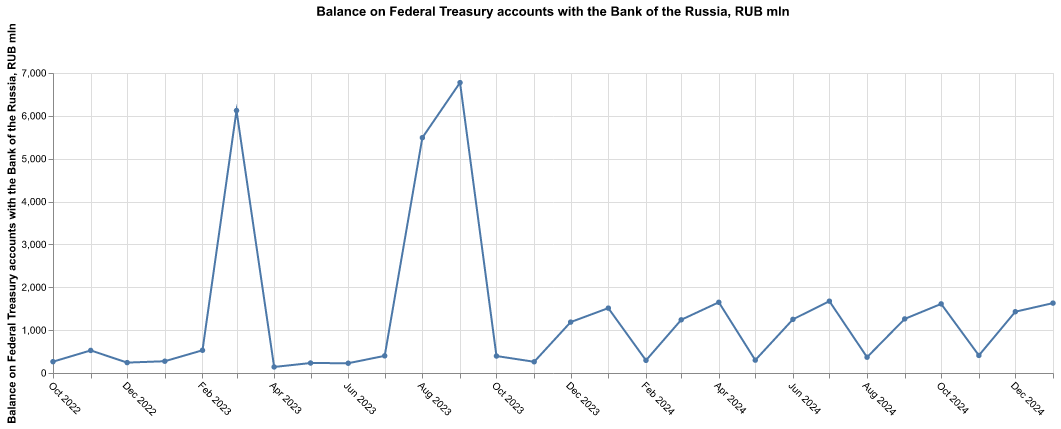 Balance on Federal Treasury accounts with the Bank of the Russia, RUB mln
Balance on Federal Treasury accounts with the Bank of the Russia, RUB mln
7,000
6,000
5,000
4,000
3,000
2,000
1,000
0
Oct 2022
Dec 2022
Feb 2023
Apr 2023
Jun 2023
Aug 2023
Oct 2023
Dec 2023
Feb 2024
Apr 2024
Jun 2024
Aug 2024
Oct 2024
Dec 2024